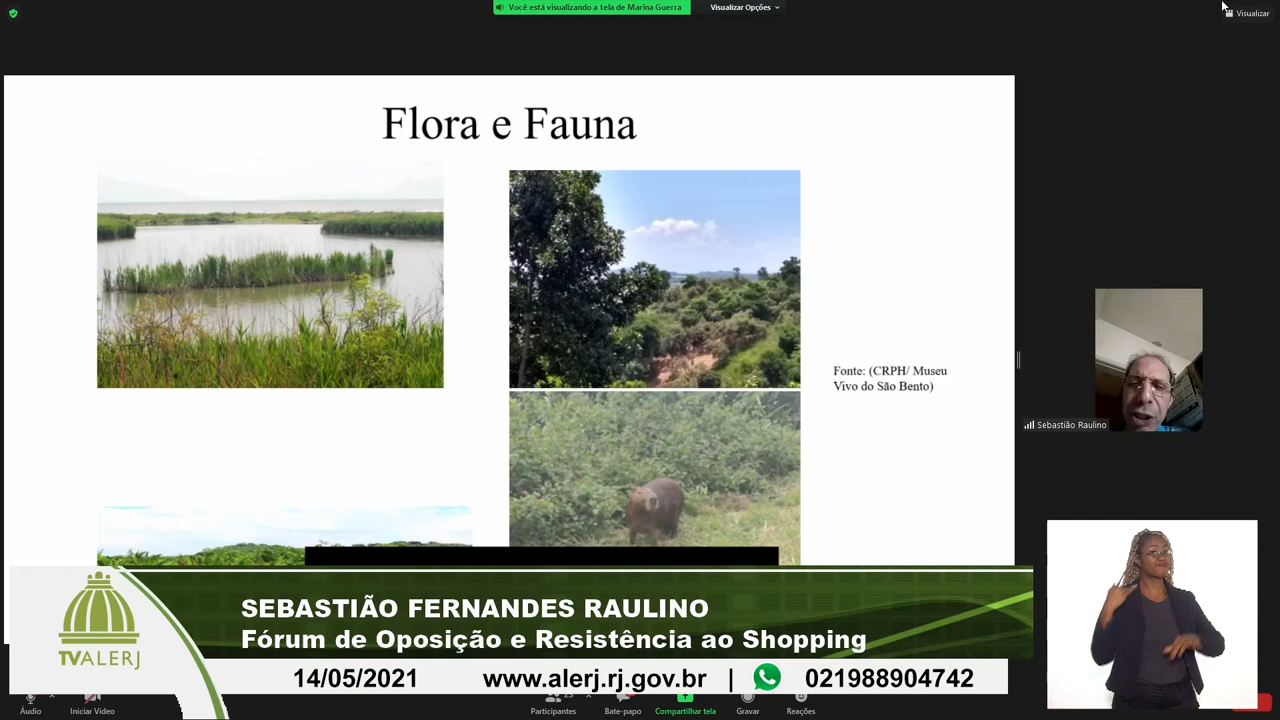 Você está visualizando a tela de Marina Guerra
Visualizar Opções
Visualizar
Flora e Fauna
Fonte: (CRPH/ Museu
Vivo do São Bento)
Sebastião Raulino
SEBASTIÃO FERNANDES RAULINO
Fórum de Oposição e Resistência ao Shopping
TVALERJ
14/05/2021 www.alerj.rj.gov.br | 021988904742
Áudio
Iniciar Vídeo
Participantes
Bate-papo
Compartilhar tela
Gravar
Reações